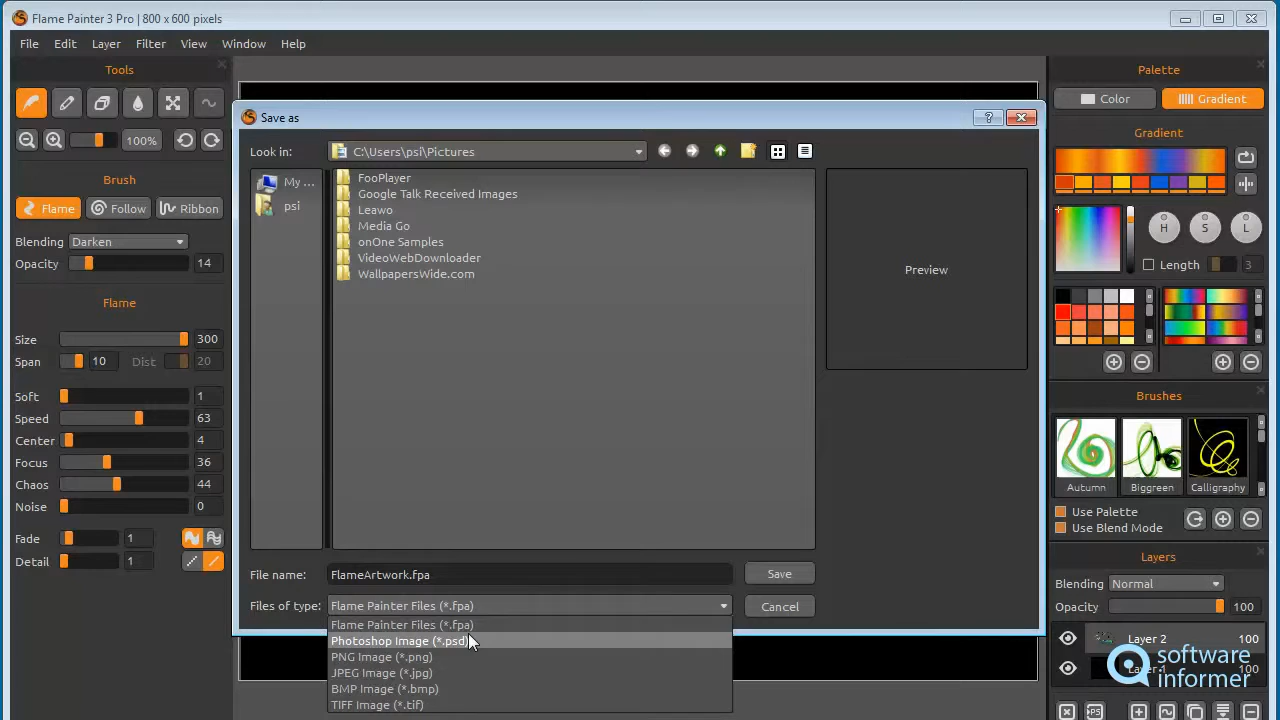 Flame Painter 3 Pro | 800 x 600 pixels
File Edit Layer Filter View Window Help
Tools
100%
Brush
Flame Follow Ribbon
Blending Darken
Opacity 14
Flame
Size 300
Span 10 Dist 20
Soft 1
Speed 63
Center 4
Focus 36
Chaos 44
Noise 0
Fade 1
Detail 1
Save as
Look in: C:\Users\psi\Pictures
My ...
psi
FooPlayer
Google Talk Received Images
Leawo
Media Go
onOne Samples
VideoWebDownloader
WallpapersWide.com
Preview
File name: FlameArtwork.fpa Save
Files of type: Flame Painter Files (*.fpa) Cancel
Flame Painter Files (*.fpa)
Photoshop Image (*.psd)
PNG Image (*.png)
JPEG Image (*.jpg)
BMP Image (*.bmp)
TIFF Image (*.tif)
Palette
Color Gradient
Gradient
H S L
Length 3
Brushes
Autumn Biggreen Calligraphy
Use Palette
Use Blend Mode
Layers
Blending Normal
Opacity 100
Layer 2 100
100
PS
software
informer